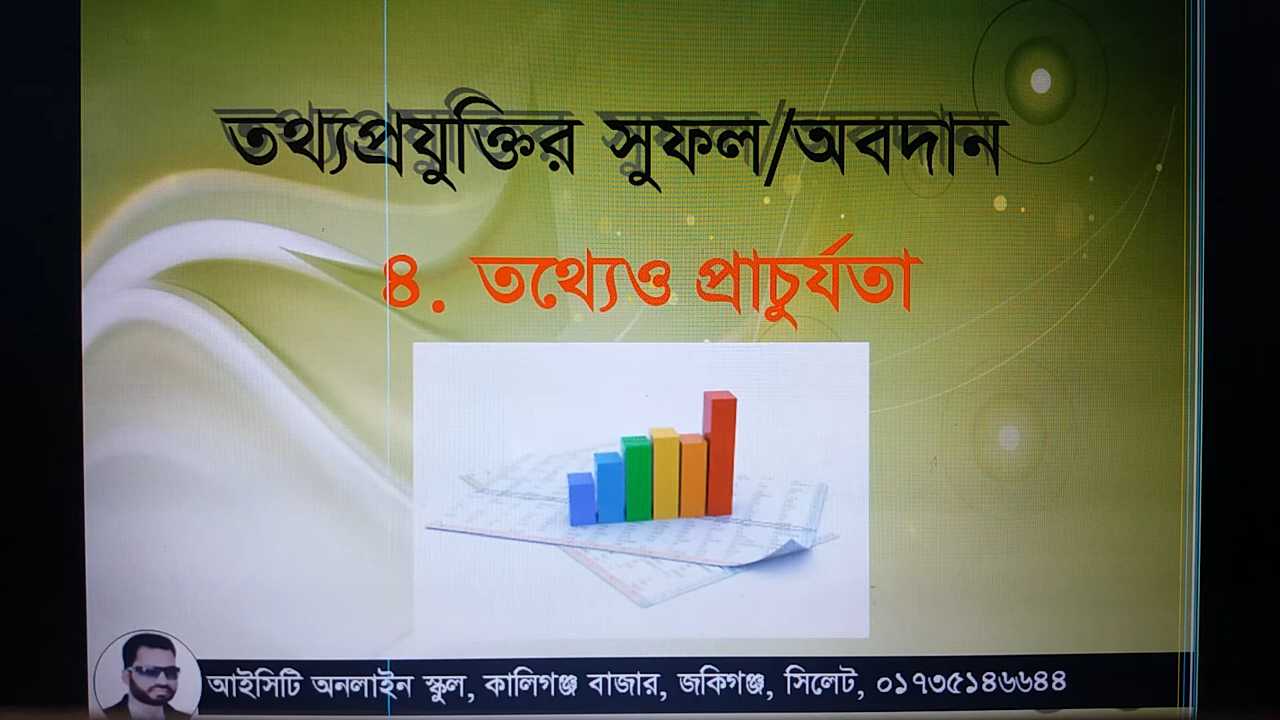 তথ্যপ্রযুক্তির সুফল/অবদান
৪. তথ্যেও প্রাচুর্যতা
আইসিটি অনলাইন স্কুল, কালিগঞ্জ বাজার, জকিগঞ্জ, সিলেট, ০১৭৩৫১৪৬৬৪৪